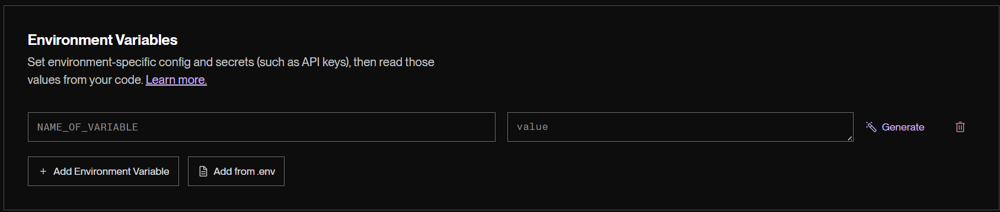 Environment Variables
Set environment-specific config and secrets (such as API keys), then read those
values from your code. Learn more.
NAME_OF_VARIABLE
value
Generate
Add Environment Variable
Add from .env